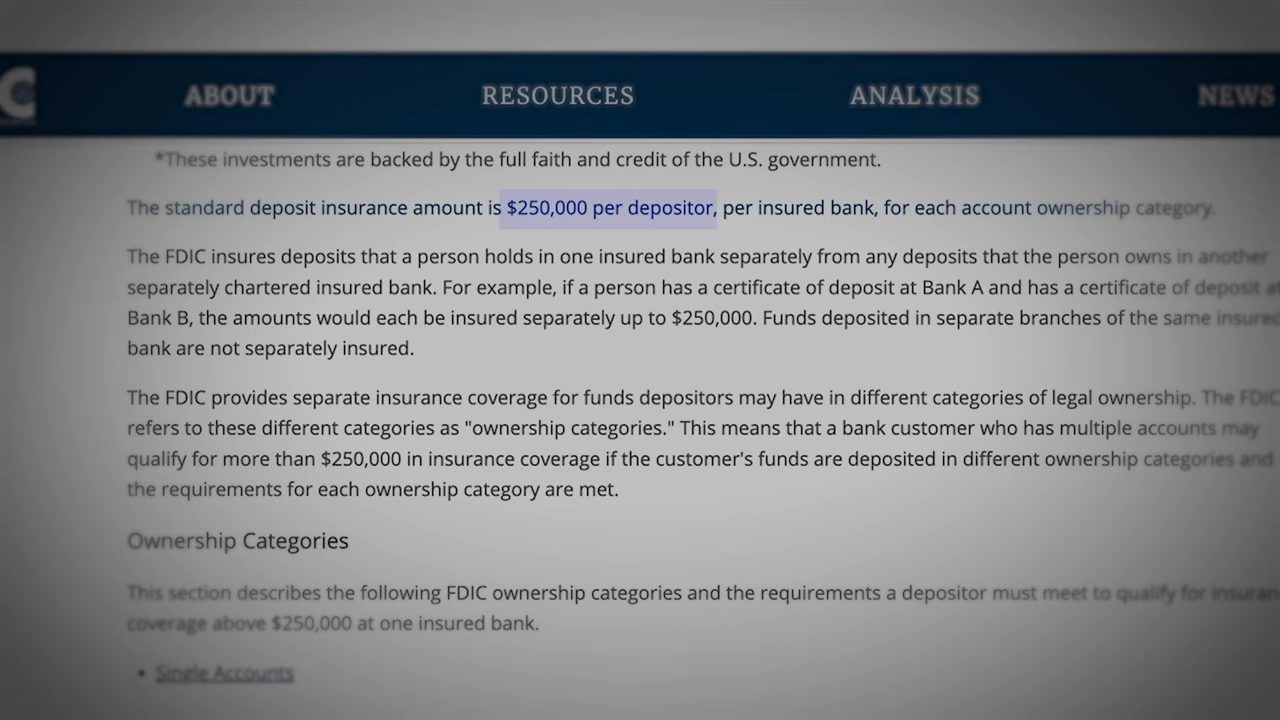 C ABOUT RESOURCES ANALYSIS NEWS
*These investments are backed by the full faith and credit of the U.S. government.
The standard deposit insurance amount is $250,000 per depositor, per insured bank, for each account ownership category.
The FDIC insures deposits that a person holds in one insured bank separately from any deposits that the person owns in another
separately chartered insured bank. For example, if a person has a certificate of deposit at Bank A and has a certificate of deposit at
Bank B, the amounts would each be insured separately up to $250,000. Funds deposited in separate branches of the same insured
bank are not separately insured.
The FDIC provides separate insurance coverage for funds depositors may have in different categories of legal ownership. The FDIC
refers to these different categories as "ownership categories." This means that a bank customer who has multiple accounts may
qualify for more than $250,000 in insurance coverage if the customer's funds are deposited in different ownership categories and
the requirements for each ownership category are met.
Ownership Categories
This section describes the following FDIC ownership categories and the requirements a depositor must meet to qualify for insuran
coverage above $250,000 at one insured bank.
• Single Accounts